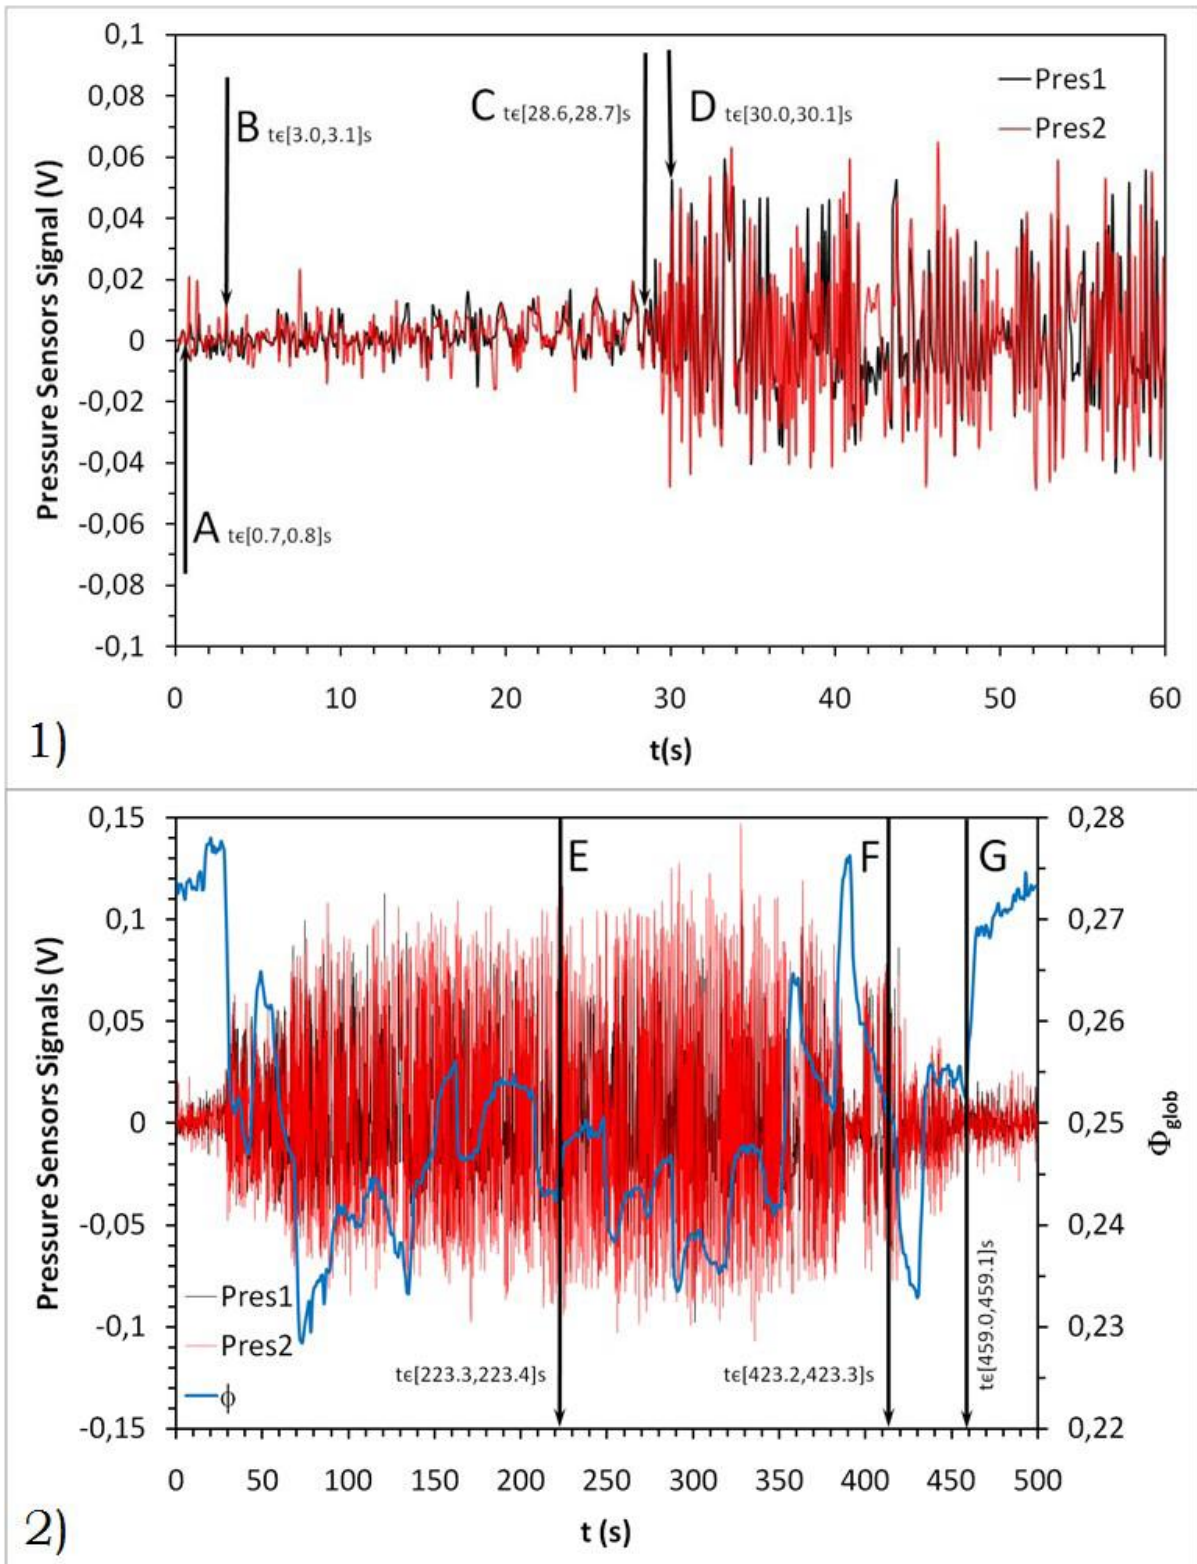 0,1
0,08
0,06
0,04
0,02
0
-0,02
-0,04
-0,06
-0,08
-0,1
Pressure Sensors Signal (V)
B tϵ[3.0,3.1]s
C tϵ[28.6,28.7]s
D tϵ[30.0,30.1]s
Pres1
Pres2
A tϵ[0.7,0.8]s
0 10 20 30 40 50 60
t(s)
1)
0,15
0,1
0,05
0
-0,05
-0,1
-0,15
Pressure Sensors Signals (V)
E
F
G
Pres1
Pres2
ϕ
tϵ[223.3,223.4]s
tϵ[423.2,423.3]s
tϵ[459.0,459.1]s
0,28
0,27
0,26
0,25
0,24
0,23
0,22
Φglob
0 50 100 150 200 250 300 350 400 450 500
t (s)
2)